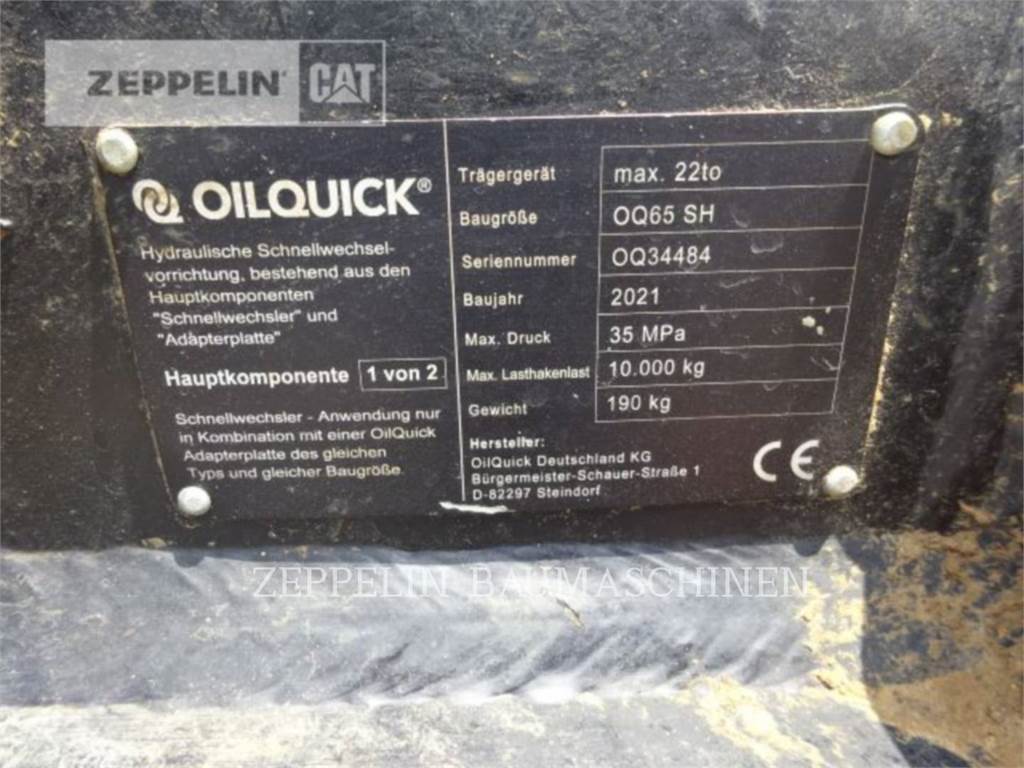 ZEPPELIN CAT
OILQUICK®
Hydraulische Schnellwechsel-
vorrichtung, bestehend aus den
Hauptkomponenten
"Schnellwechsler" und
"Adapterplatte"
Hauptkomponente 1 von 2
Schnellwechsler - Anwendung nur
in Kombination mit einer OilQuick
Adapterplatte des gleichen
Typs und gleicher Baugröße.
Trägergerät max. 22to
Baugröße OQ65 SH
Seriennummer OQ34484
Baujahr 2021
Max. Druck 35 MPa
Max. Lasthakenlast 10.000 kg
Gewicht 190 kg
Hersteller:
OilQuick Deutschland KG
Bürgermeister-Schauer-Straße 1
D-82297 Steindorf
CE
ZEPPELIN BAUMASCHINEN